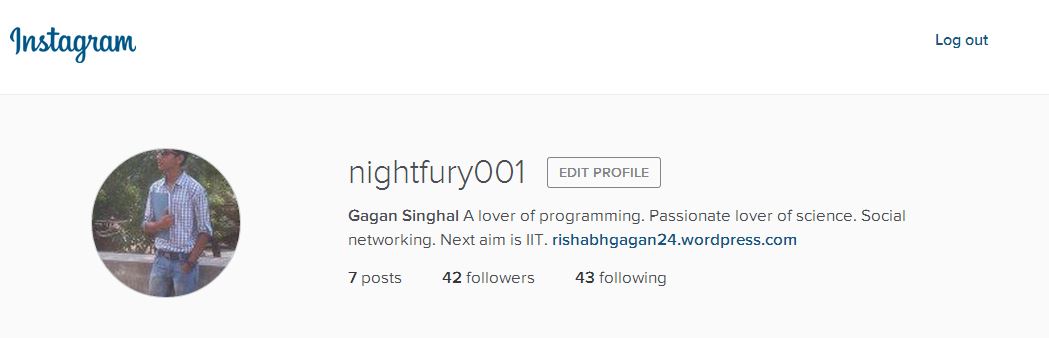 Instagram
Log out
nightfury001 EDIT PROFILE
Gagan Singhal A lover of programming. Passionate lover of science. Social
networking. Next aim is IIT. rishabhgagan24.wordpress.com
7 posts 42 followers 43 following